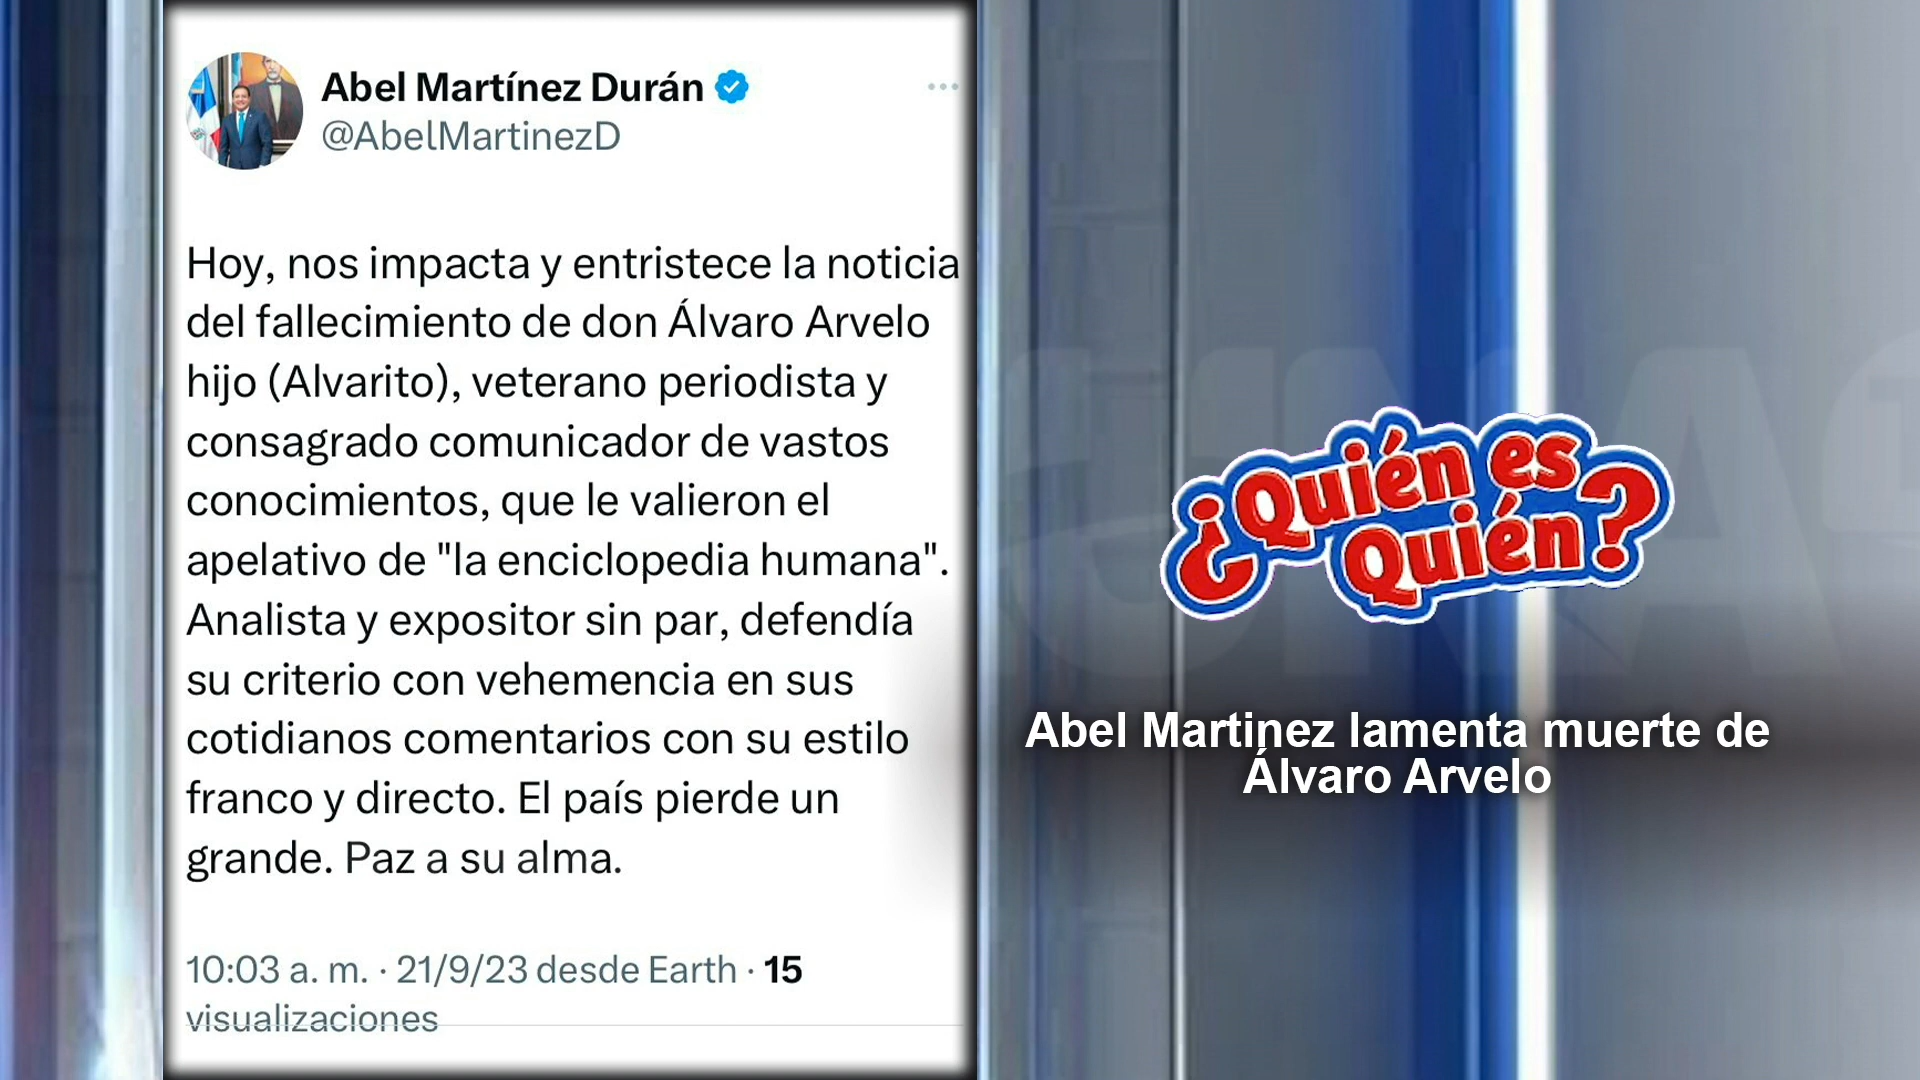 Abel Martínez Durán
@AbelMartinezD
Hoy, nos impacta y entristece la noticia
del fallecimiento de don Álvaro Arvelo
hijo (Alvarito), veterano periodista y
consagrado comunicador de vastos
conocimientos, que le valieron el
apelativo de "la enciclopedia humana".
Analista y expositor sin par, defendía
su criterio con vehemencia en sus
cotidianos comentarios con su estilo
franco y directo. El país pierde un
grande. Paz a su alma.
10:03 a. m. · 21/9/23 desde Earth · 15
visualizaciones
¿Quién es
Quién?
Abel Martinez lamenta muerte de
Álvaro Arvelo